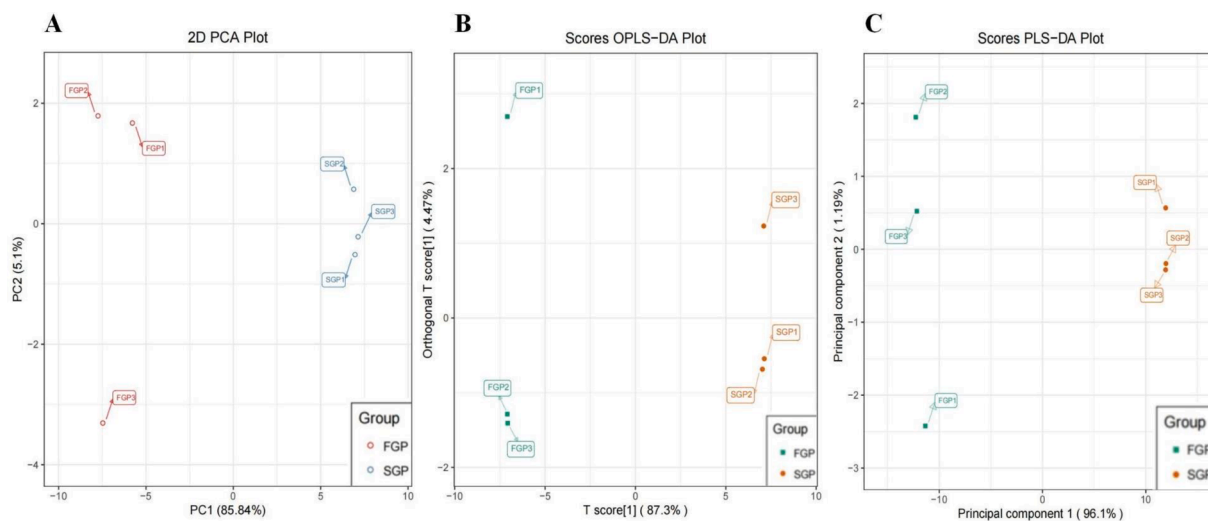 A
2D PCA Plot
FGP2
FGP1
SGP2
SGP3
SGP1
FGP3
2
0
−2
−4
−10
−5
0
5
10
PC1 (85.84%)
PC2 (5.1%)
Group
FGP
SGP
B
Scores OPLS−DA Plot
FGP1
SGP3
SGP1
FGP2
SGP2
FGP3
2
0
−2
−10
−5
0
5
10
T score[1] ( 87.3% )
Orthogonal T score[1] ( 4.47% )
Group
FGP
SGP
C
Scores PLS−DA Plot
FGP2
SGP1
FGP3
SGP2
SGP3
FGP1
2
1
0
−1
−2
−3
−10
0
10
Principal component 1 ( 96.1% )
Principal component 2 ( 1.19% )
Group
FGP
SGP